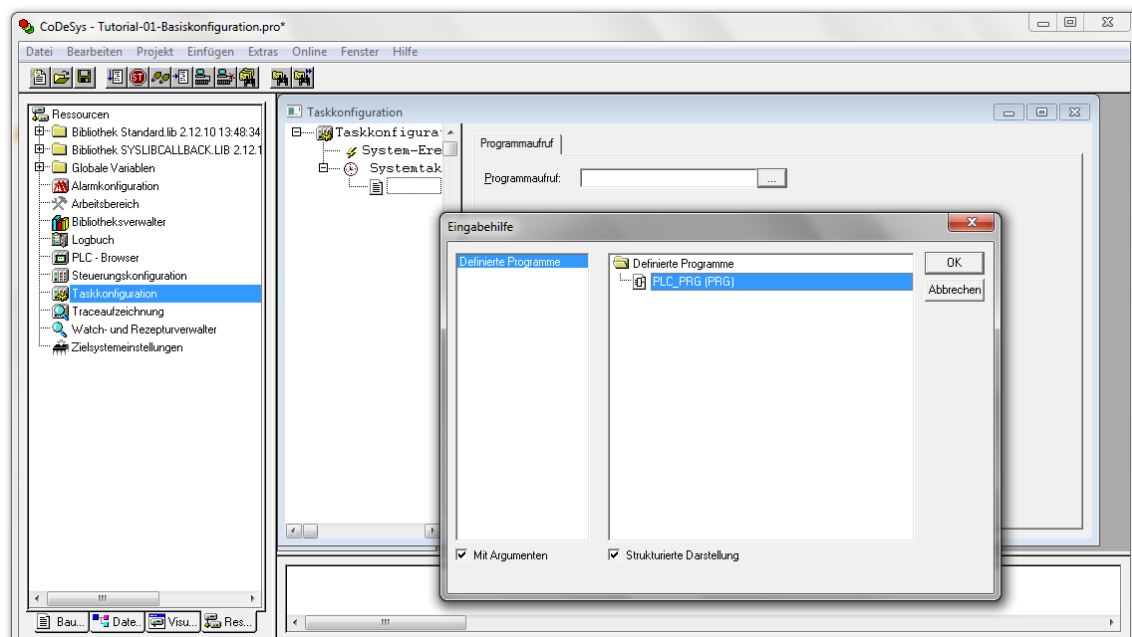 CoDeSys - Tutorial-01-Basiskonfiguration.pro*
Datei Bearbeiten Projekt Einfügen Extras Online Fenster Hilfe
Ressourcen
Bibliothek Standard.lib 2.12.10 13:48:34
Bibliothek SYSLIBCALLBACK.LIB 2.12.1
Globale Variablen
Alarmkonfiguration
Arbeitsbereich
Bibliotheksverwalter
Logbuch
PLC - Browser
Steuerungskonfiguration
Taskkonfiguration
Traceaufzeichnung
Watch- und Rezepturverwalter
Zielsystemeinstellungen
Bau...
Date..
Visu...
Res...
Taskkonfiguration
Taskkonfigura
System-Ere
Systemtak
Programmaufruf
Programmaufruf:
...
Eingabehilfe
Definierte Programme
Definierte Programme
PLC_PRG (PRG)
OK
Abbrechen
Mit Argumenten
Strukturierte Darstellung